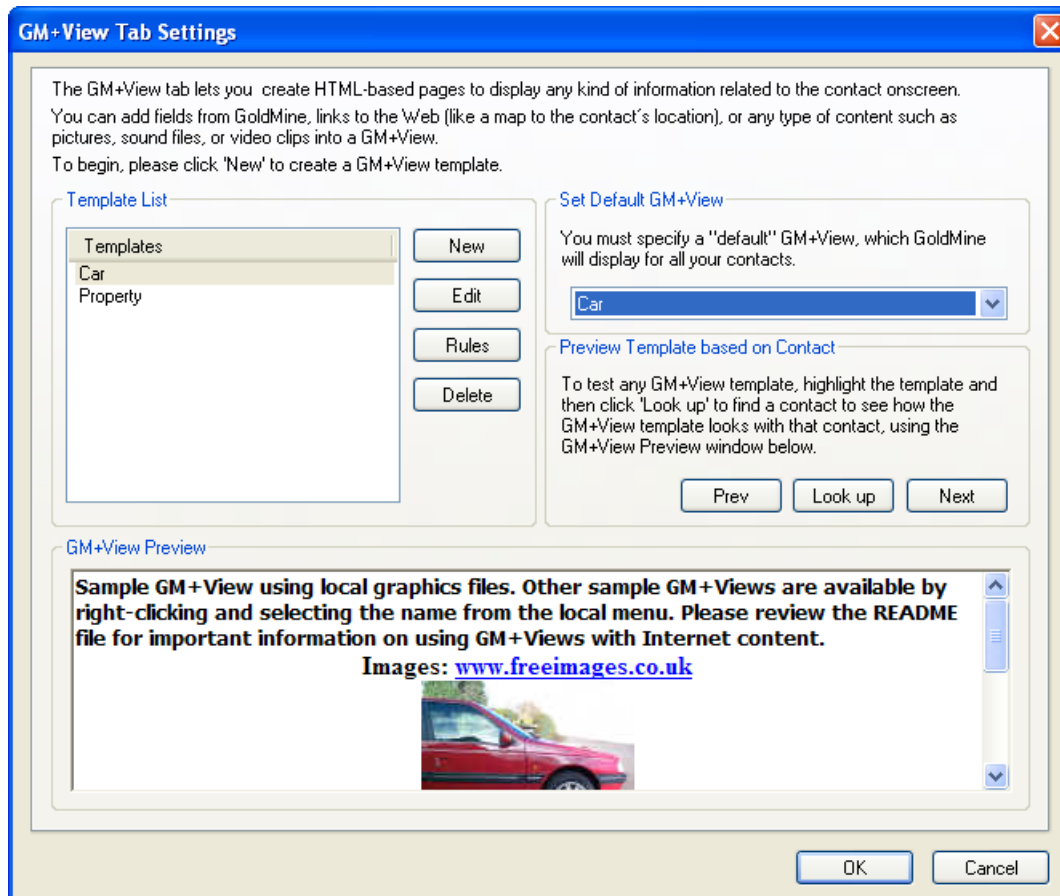 GM+View Tab Settings
The GM+View tab lets you  create HTML-based pages to display any kind of information related to the contact onscreen.
You can add fields from GoldMine, links to the Web (like a map to the contact´s location), or any type of content such as
pictures, sound files, or video clips into a GM+View.
To begin, please click 'New' to create a GM+View template.
Template List
Templates
Car
Property
New
Edit
Rules
Delete
Set Default GM+View
You must specify a "default" GM+View, which GoldMine
will display for all your contacts.
Car
Preview Template based on Contact
To test any GM+View template, highlight the template and
then click 'Look up' to find a contact to see how the
GM+View template looks with that contact, using the
GM+View Preview window below.
Prev
Look up
Next
GM+View Preview
Sample GM+View using local graphics files. Other sample GM+Views are available by
right-clicking and selecting the name from the local menu. Please review the README
file for important information on using GM+Views with Internet content.
Images: www.freeimages.co.uk
OK
Cancel